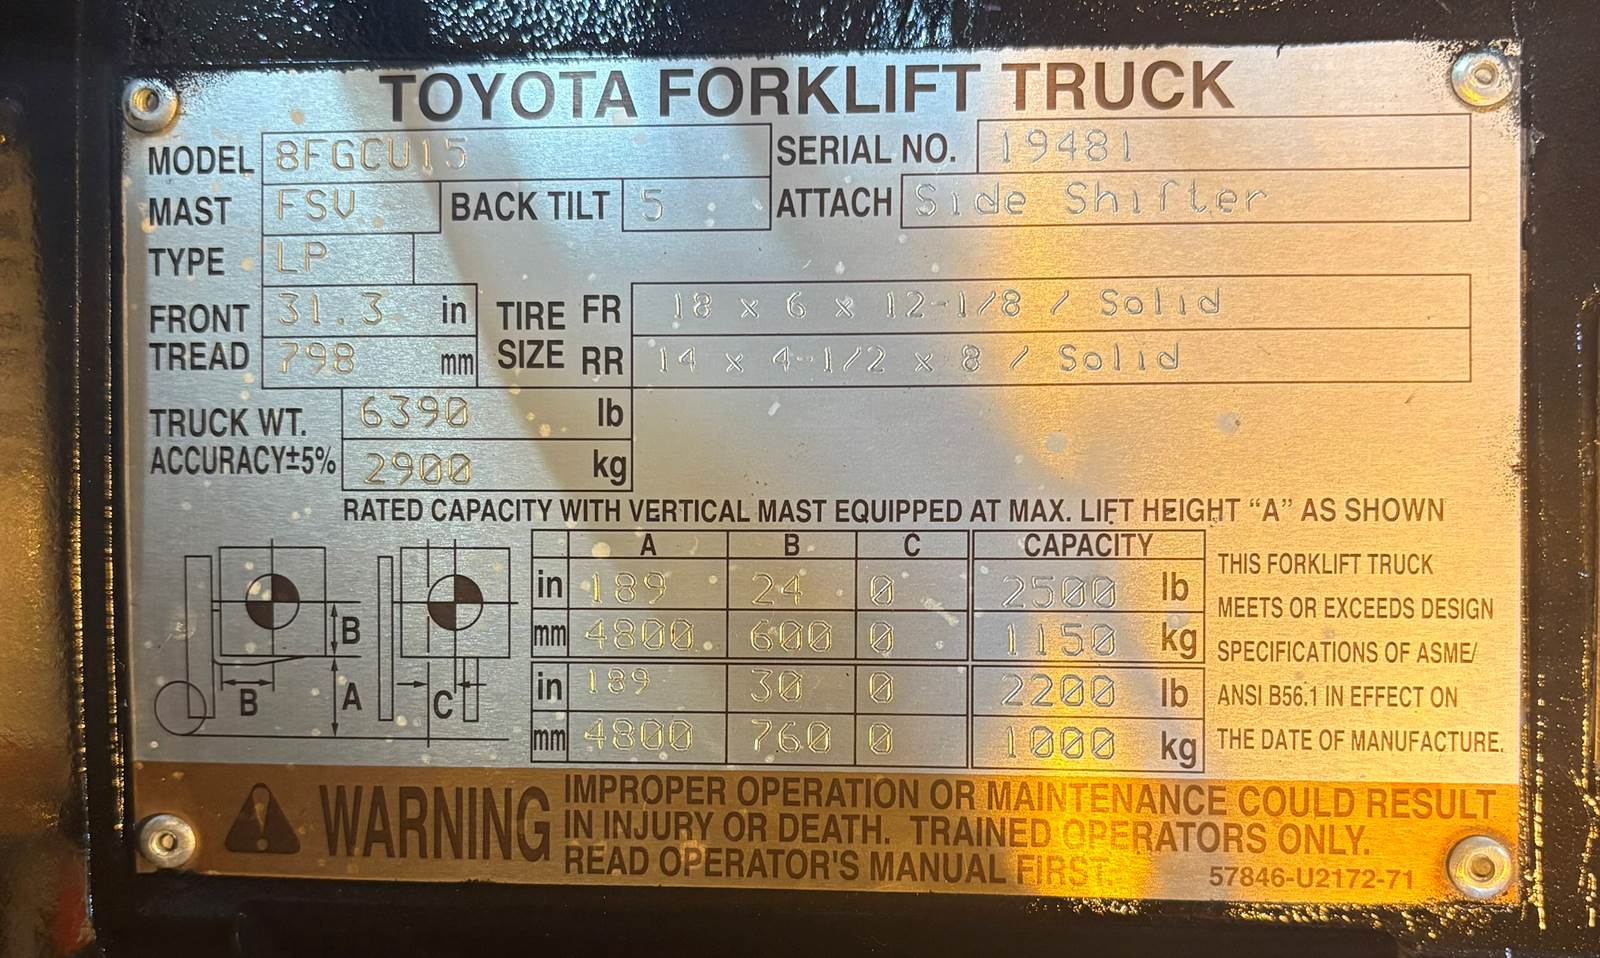 TOYOTA FORKLIFT TRUCK
MODEL 8FGCU15 SERIAL NO. 19481
MAST FSV BACK TILT 5 ATTACH Side Shifter
TYPE LP
FRONT TREAD 31.3 in TIRE SIZE FR 18 x 6 x 12-1/8 / Solid
798 mm RR 14 x 4-1/2 x 8 / Solid
TRUCK WT. 6390 lb
ACCURACY±5% 2900 kg
RATED CAPACITY WITH VERTICAL MAST EQUIPPED AT MAX. LIFT HEIGHT "A" AS SHOWN
A B C CAPACITY
in 189 24 0 2500 lb
mm 4800 600 0 1150 kg
in 189 30 0 2200 lb
mm 4800 760 0 1000 kg
B
B A C
THIS FORKLIFT TRUCK
MEETS OR EXCEEDS DESIGN
SPECIFICATIONS OF ASME/
ANSI B56.1 IN EFFECT ON
THE DATE OF MANUFACTURE.
WARNING
IMPROPER OPERATION OR MAINTENANCE COULD RESULT
IN INJURY OR DEATH. TRAINED OPERATORS ONLY.
READ OPERATOR'S MANUAL FIRST.
57846-U2172-71